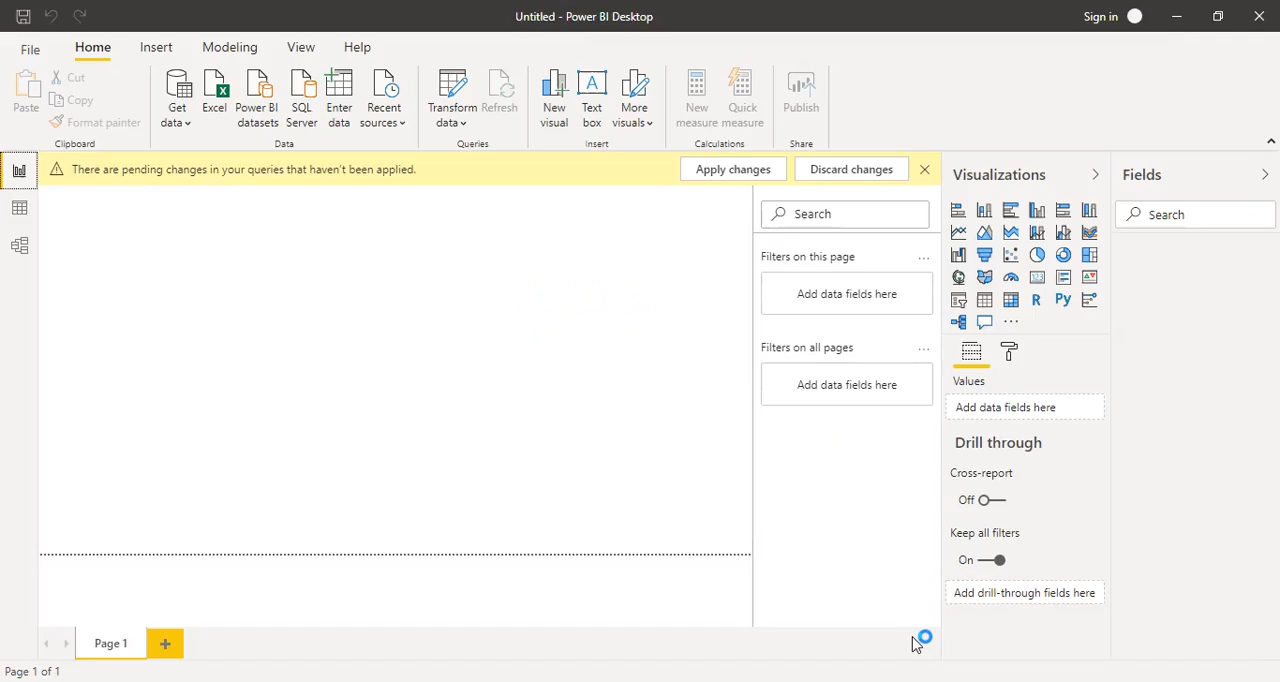 Untitled - Power BI Desktop
Sign in
File
Home
Insert
Modeling
View
Help
Paste
Cut
Copy
Format painter
Clipboard
Get data
Excel
Power BI datasets
SQL Server
Enter data
Recent sources
Data
Transform data
Refresh
Queries
New visual
Text box
More visuals
Insert
New measure
Quick measure
Calculations
Publish
Share
There are pending changes in your queries that haven't been applied.
Apply changes
Discard changes
Search
Filters on this page
Add data fields here
Filters on all pages
Add data fields here
Visualizations
123
R
Py
Values
Add data fields here
Drill through
Cross-report
Off
Keep all filters
On
Add drill-through fields here
Fields
Search
Page 1
Page 1 of 1